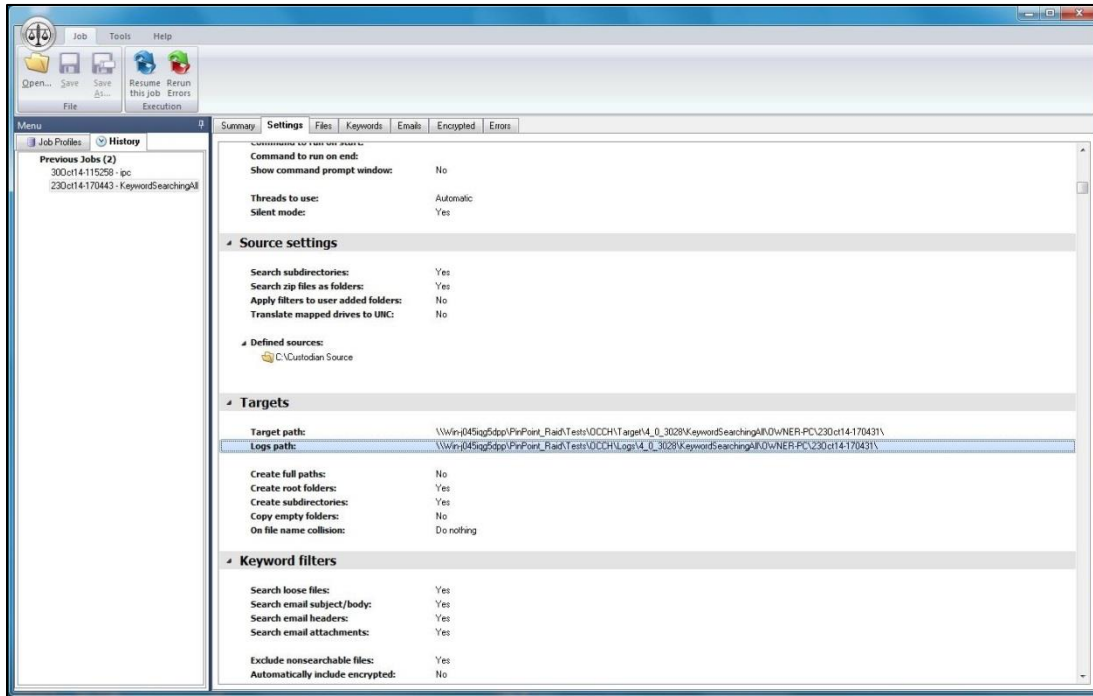 Job Tools Help
Open... Save Save As... Resume this job Rerun Errors
File Execution
Menu
Job Profiles History
Previous Jobs (2)
30Oct14-115258 - ipc
23Oct14-170443 - KeywordSearchingAll
Summary Settings Files Keywords Emails Encrypted Errors
Command to run on start:
Command to run on end:
Show command prompt window: No
Threads to use: Automatic
Silent mode: Yes
Source settings
Search subdirectories: Yes
Search zip files as folders: Yes
Apply filters to user added folders: No
Translate mapped drives to UNC: No
Defined sources:
C:\Custodian Source
Targets
Target path: \\Win-j045iqg5dpp\PinPoint_Raid\Tests\OCCH\Target\4_0_3028\KeywordSearchingAll\OWNER-PC\23Oct14-170431\
Logs path: \\Win-j045iqg5dpp\PinPoint_Raid\Tests\OCCH\Logs\4_0_3028\KeywordSearchingAll\OWNER-PC\23Oct14-170431\
Create full paths: No
Create root folders: Yes
Create subdirectories: Yes
Copy empty folders: No
On file name collision: Do nothing
Keyword filters
Search loose files: Yes
Search email subject/body: Yes
Search email headers: Yes
Search email attachments: Yes
Exclude nonsearchable files: Yes
Automatically include encrypted: No